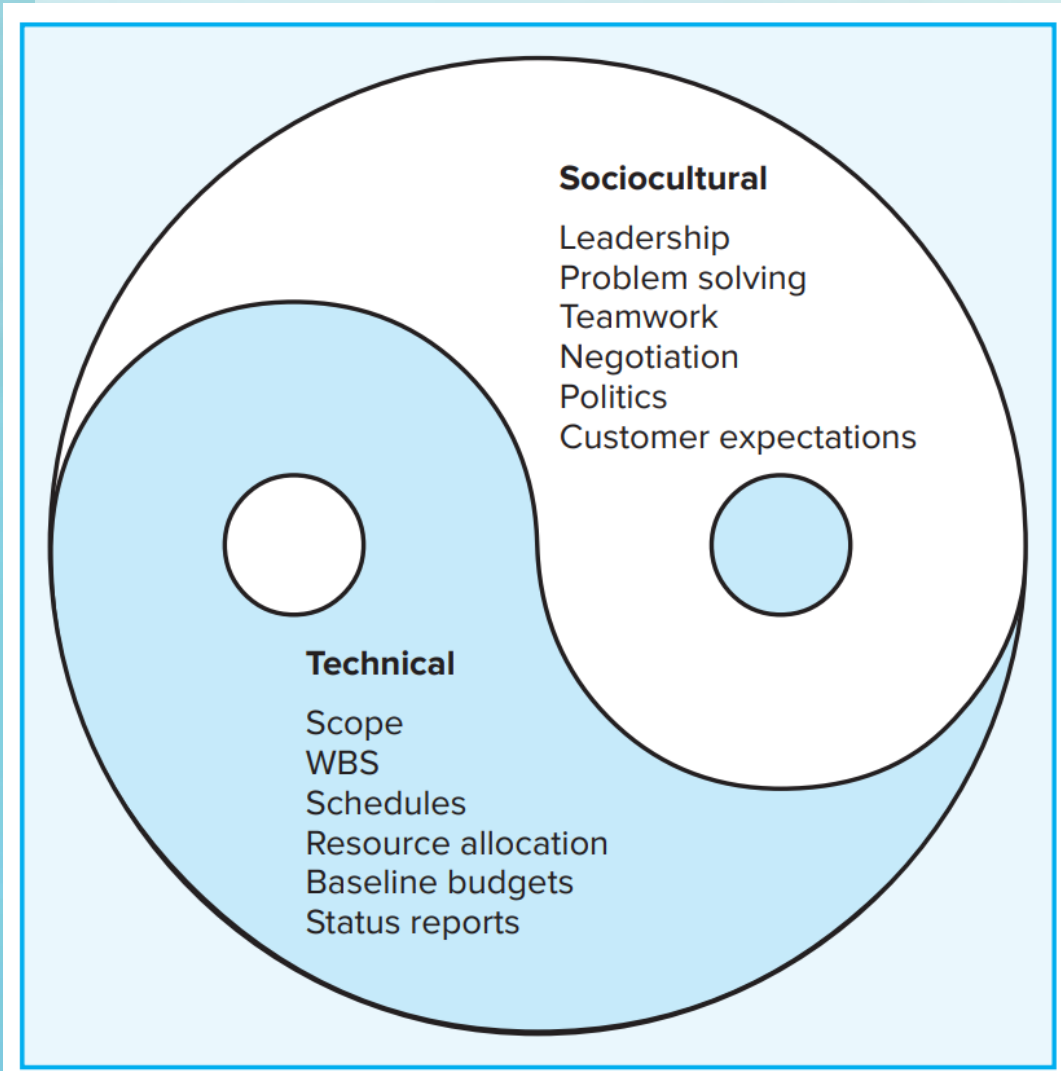 Sociocultural
Leadership
Problem solving
Teamwork
Negotiation
Politics
Customer expectations
Technical
Scope
WBS
Schedules
Resource allocation
Baseline budgets
Status reports